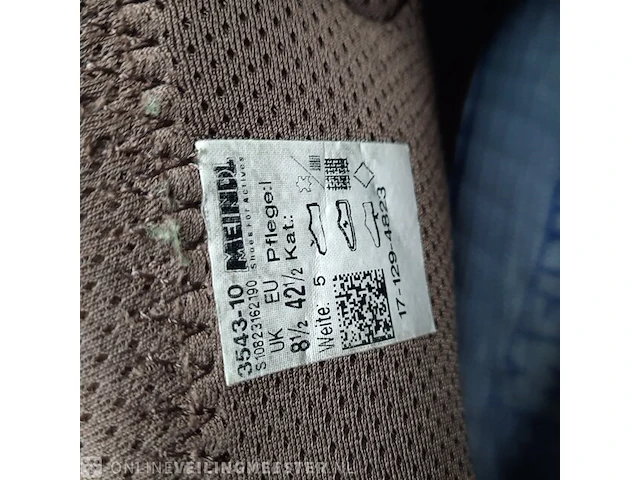 MEINDL
Shoes For Actives
3543-10
S10823162190
UK EU Pflege: I
8½ 42½ Kat.:
Weite: 5
17-129-4823
ONLINEVEILINGMEESTER.NL